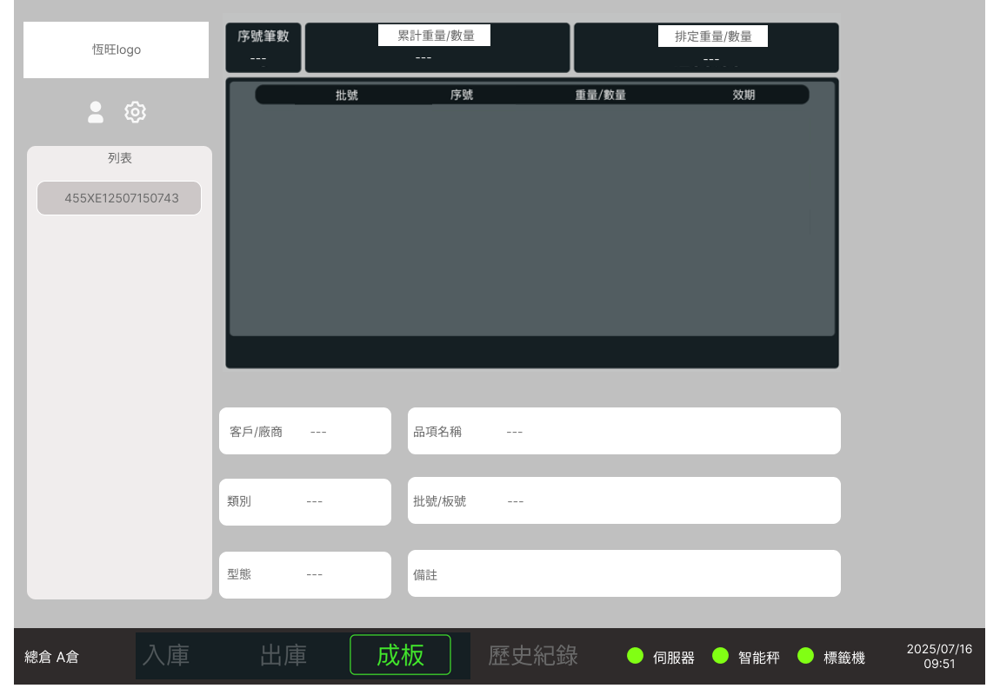 恆旺logo
序號筆數
---
累計重量/數量
---
排定重量/數量
---
批號 序號 重量/數量 效期
列表
455XE12507150743
客戶/廠商 ---
品項名稱 ---
類別 ---
批號/板號 ---
型態 ---
備註
總倉 A倉
入庫 出庫 成板 歷史紀錄
伺服器 智能秤 標籤機
2025/07/16
09:51